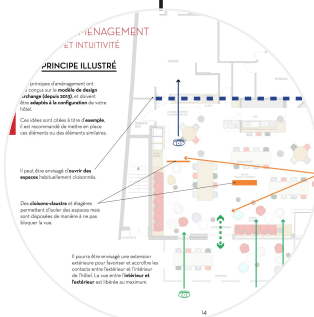 MÉNAGEMENT
ET INTUITIVITÉ
PRINCIPE ILLUSTRÉ
principes d'aménagement ont
conçus sur le modèle de design
change (depuis 2013), et doivent
être adaptés à la configuration de votre
hôtel.
Ces idées sont citées à titre d'exemple,
il est recommandé de mettre en place
ces éléments ou des éléments similaires.
Il peut être envisagé d'ouvrir des
espaces habituellement cloisonnés.
Des cloisons-claustra et étagères
permettent d'isoler des espaces mais
sont disposées de manière à ne pas
bloquer la vue.
Il pourra être envisagé une extension
extérieure pour favoriser et accroître les
contacts entre l'extérieur et l'intérieur
de l'Hôtel. La vue entre l'intérieur et
l'extérieur est libérée au maximum.
14